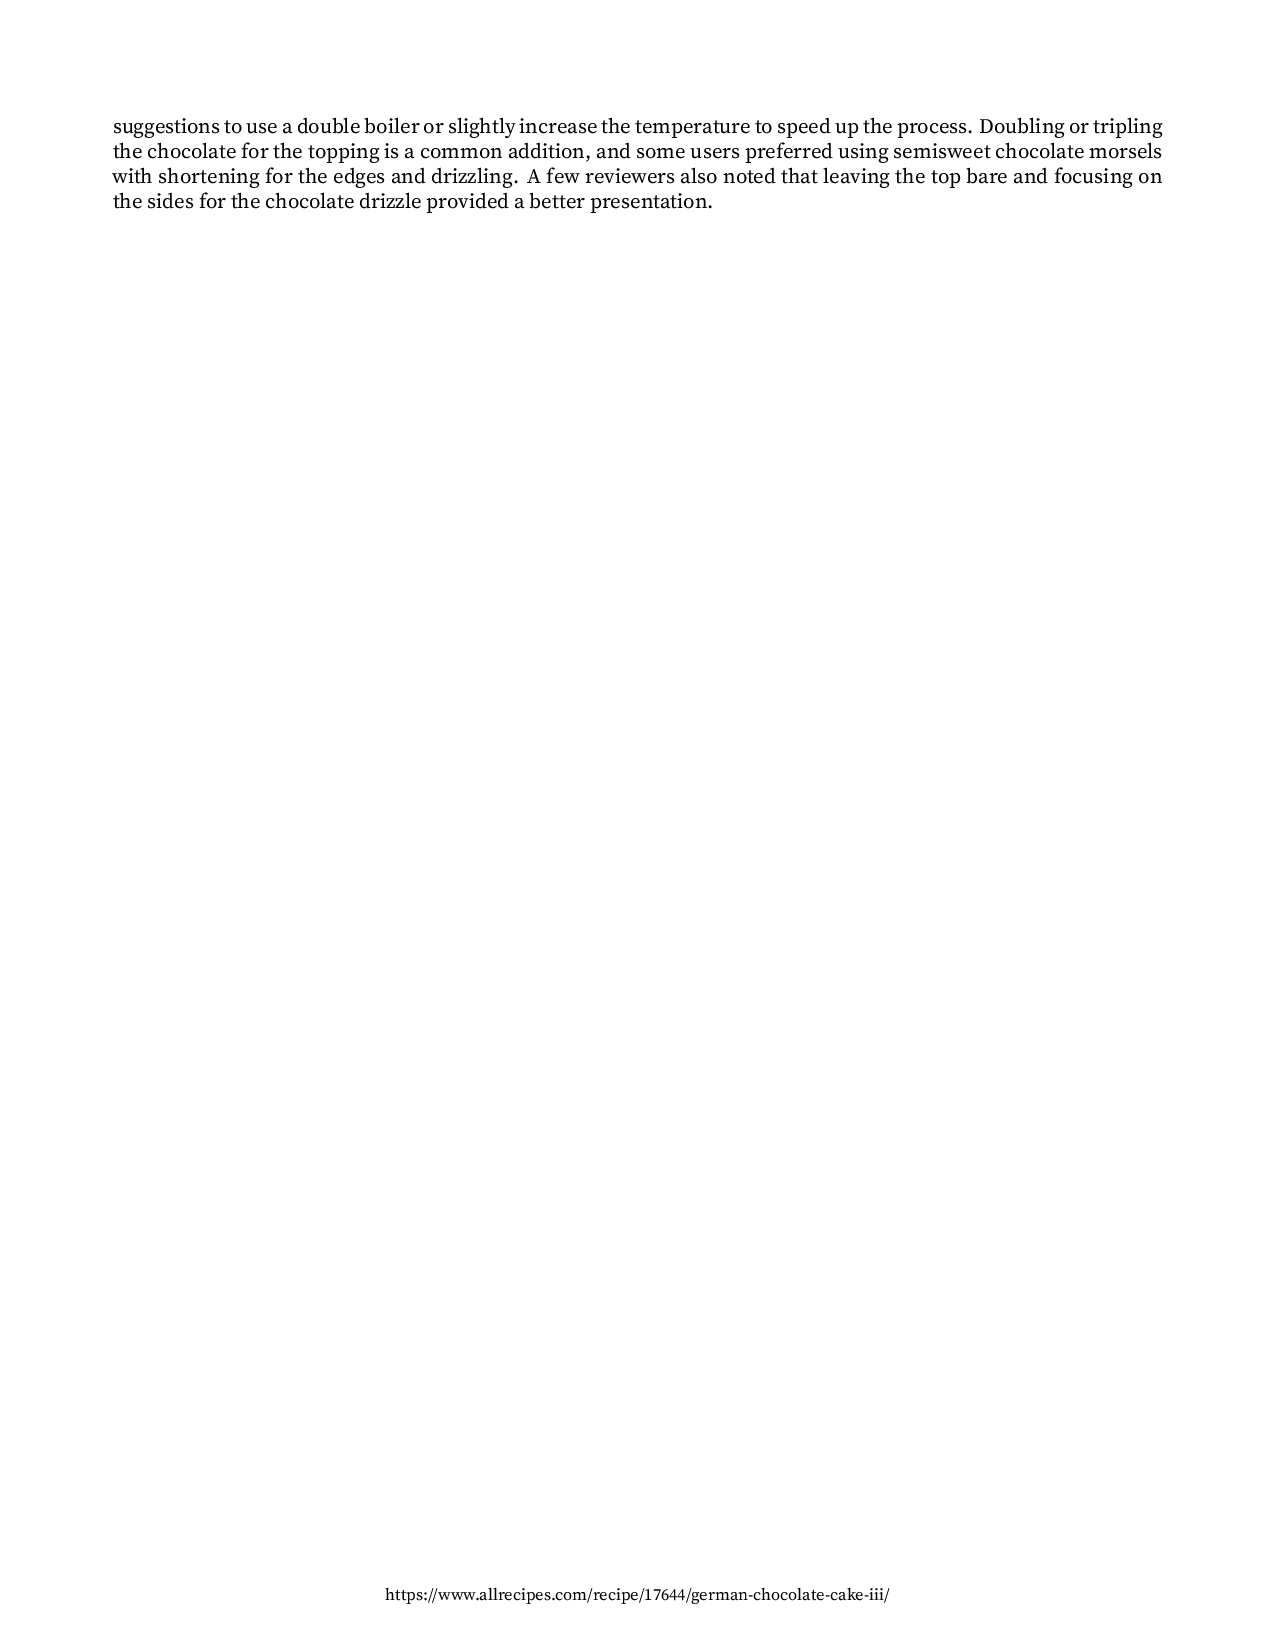 suggestions to use a double boiler or slightly increase the temperature to speed up the process. Doubling or tripling
the chocolate for the topping is a common addition, and some users preferred using semisweet chocolate morsels
with shortening for the edges and drizzling. A few reviewers also noted that leaving the top bare and focusing on
the sides for the chocolate drizzle provided a better presentation.
https://www.allrecipes.com/recipe/17644/german-chocolate-cake-iii/